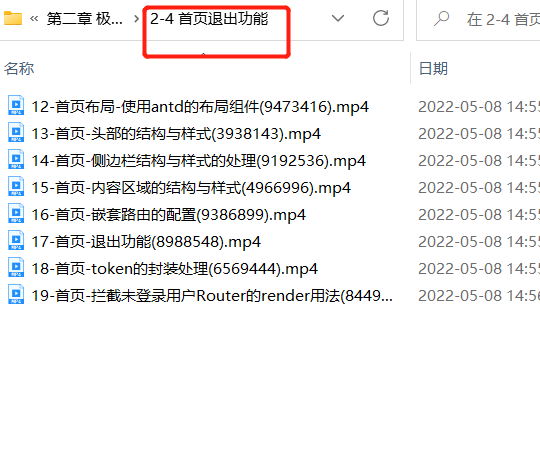 « 第二章 极... › 2-4 首页退出功能 在 2-4 首页
名称 日期
12-首页布局-使用antd的布局组件(9473416).mp4 2022-05-08 14:55
13-首页-头部的结构与样式(3938143).mp4 2022-05-08 14:55
14-首页-侧边栏结构与样式的处理(9192536).mp4 2022-05-08 14:55
15-首页-内容区域的结构与样式(4966996).mp4 2022-05-08 14:55
16-首页-嵌套路由的配置(9386899).mp4 2022-05-08 14:55
17-首页-退出功能(8988548).mp4 2022-05-08 14:55
18-首页-token的封装处理(6569444).mp4 2022-05-08 14:55
19-首页-拦截未登录用户Router的render用法(8449... 2022-05-08 14:56